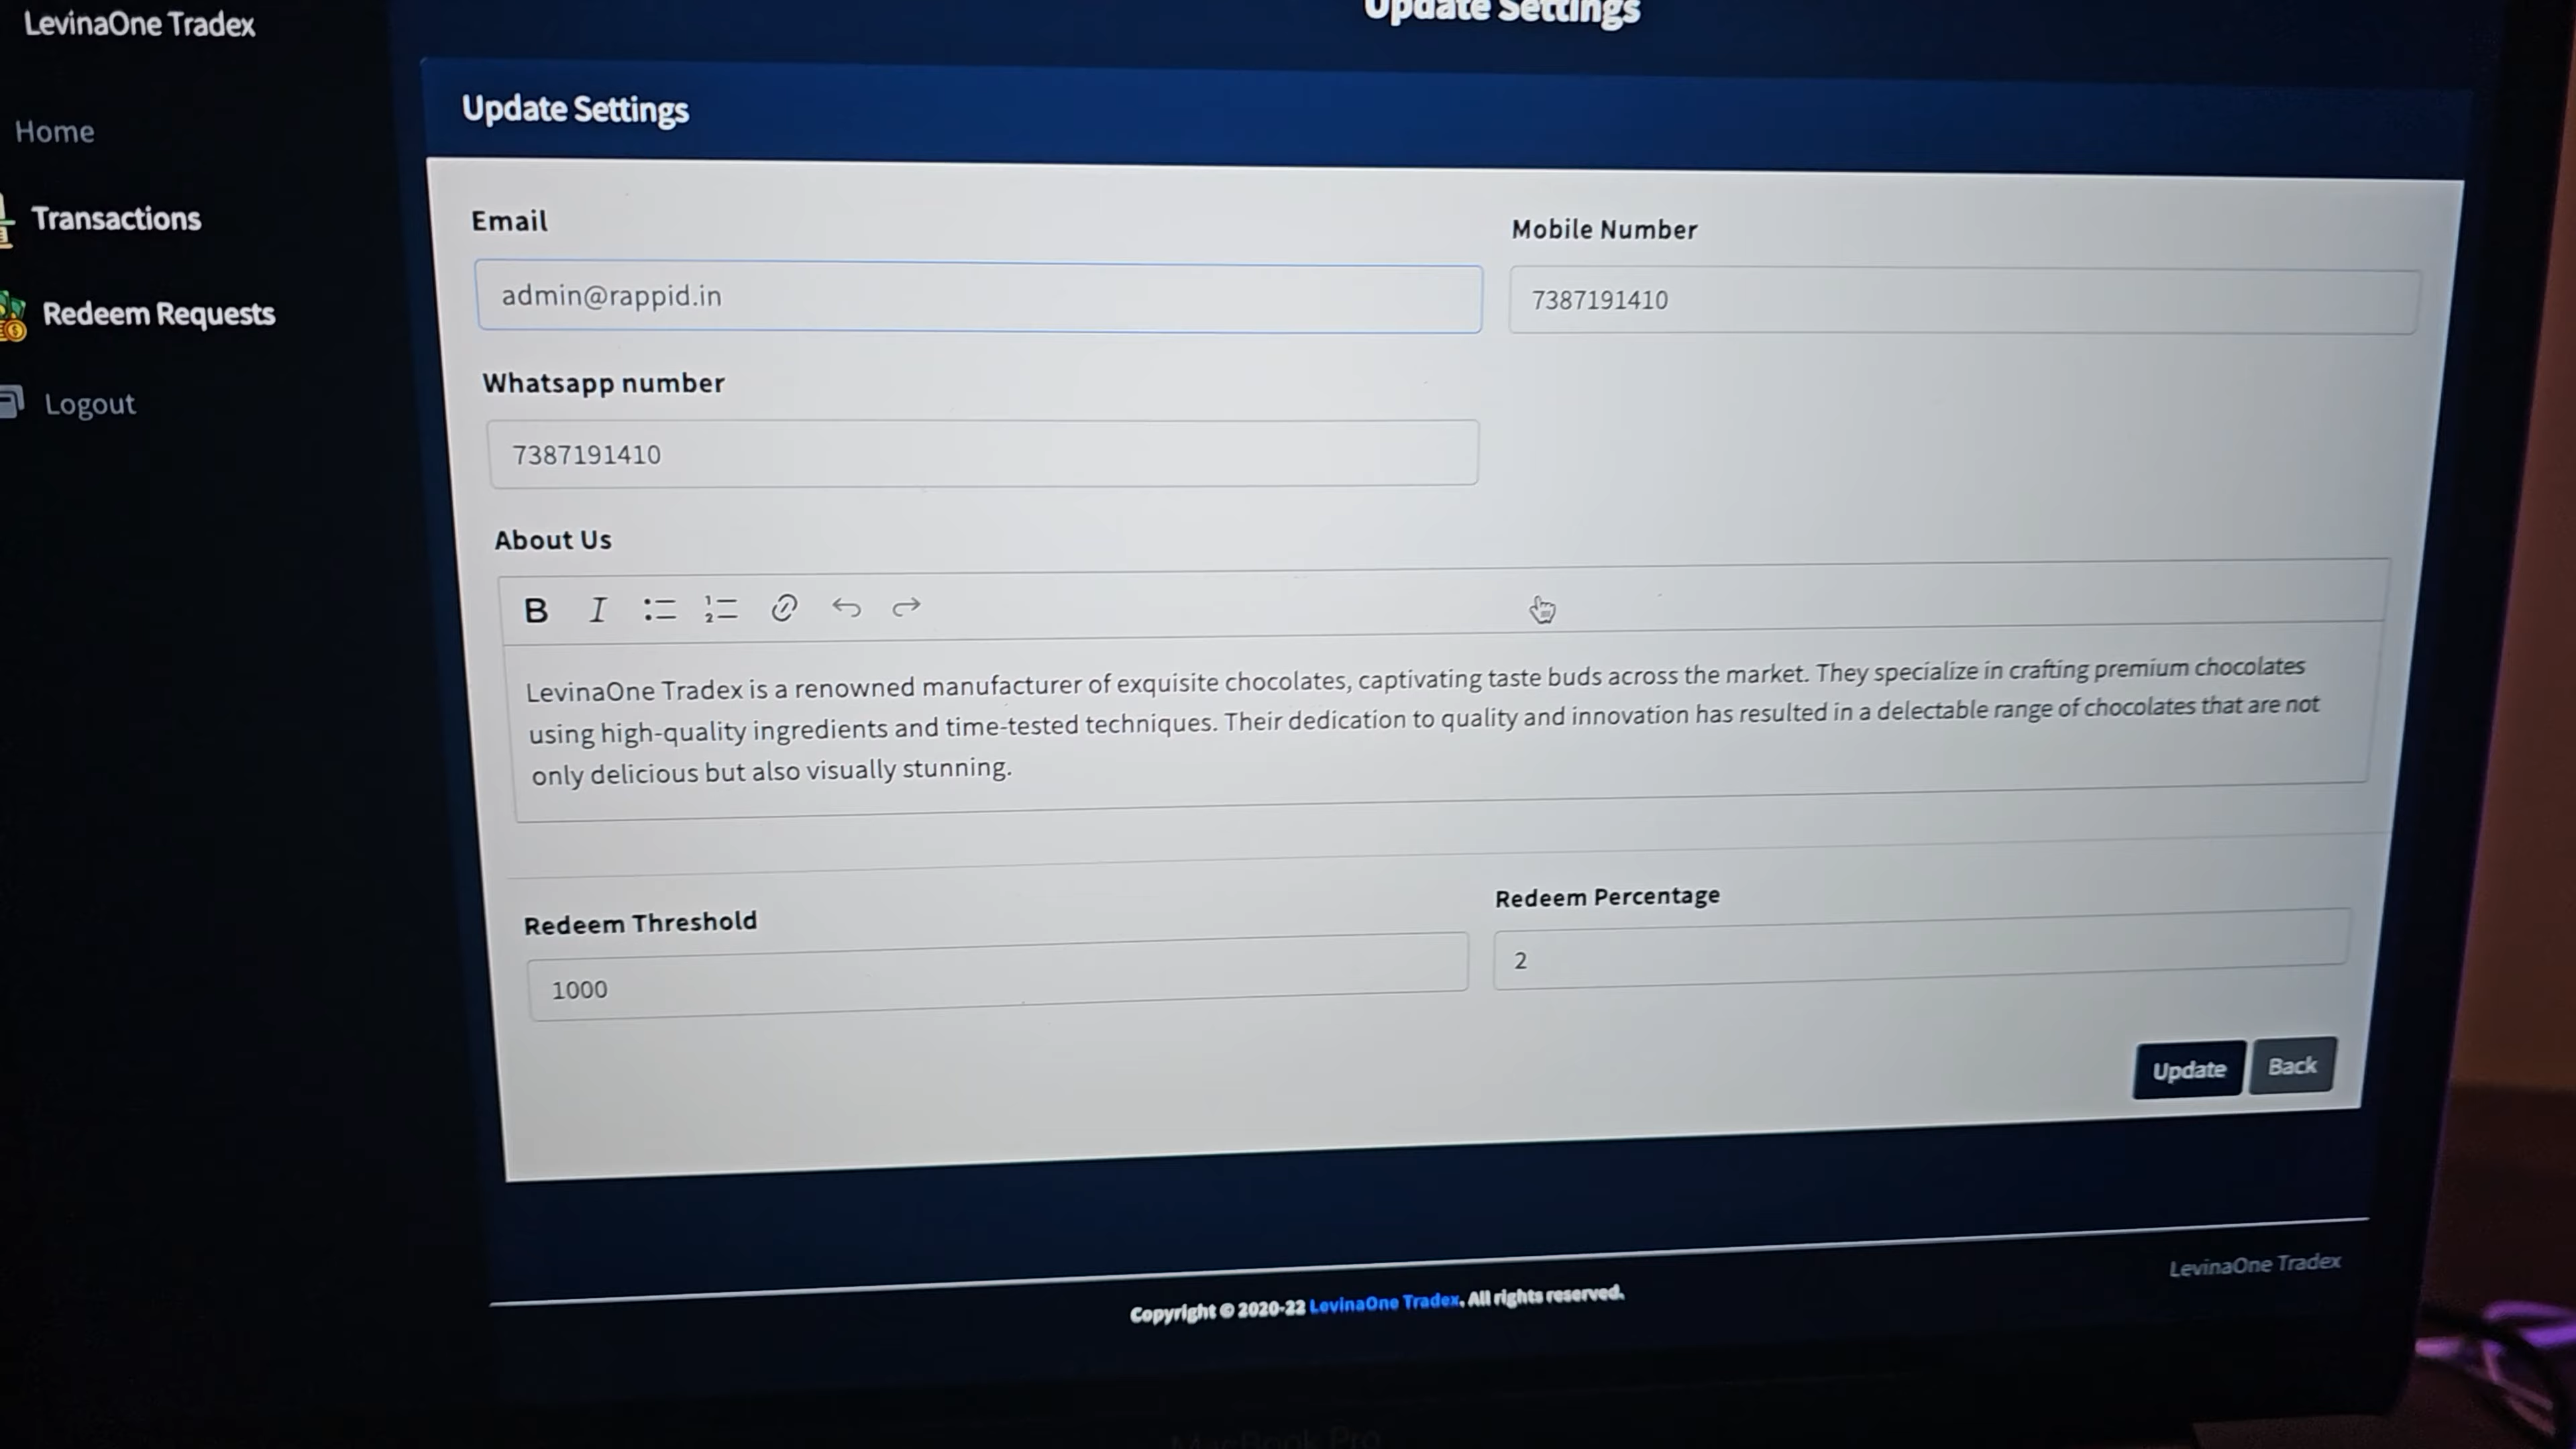 LevinaOne Tradex
Home
Transactions
Redeem Requests
Logout
Update Settings
Update Settings
Email
admin@rappid.in
Mobile Number
7387191410
Whatsapp number
7387191410
About Us
B I
LevinaOne Tradex is a renowned manufacturer of exquisite chocolates, captivating taste buds across the market. They specialize in crafting premium chocolates
using high-quality ingredients and time-tested techniques. Their dedication to quality and innovation has resulted in a delectable range of chocolates that are not
only delicious but also visually stunning.
Redeem Threshold
1000
Redeem Percentage
2
Update
Back
Copyright © 2020-22 LevinaOne Tradex. All rights reserved.
LevinaOne Tradex
MacBook Pro